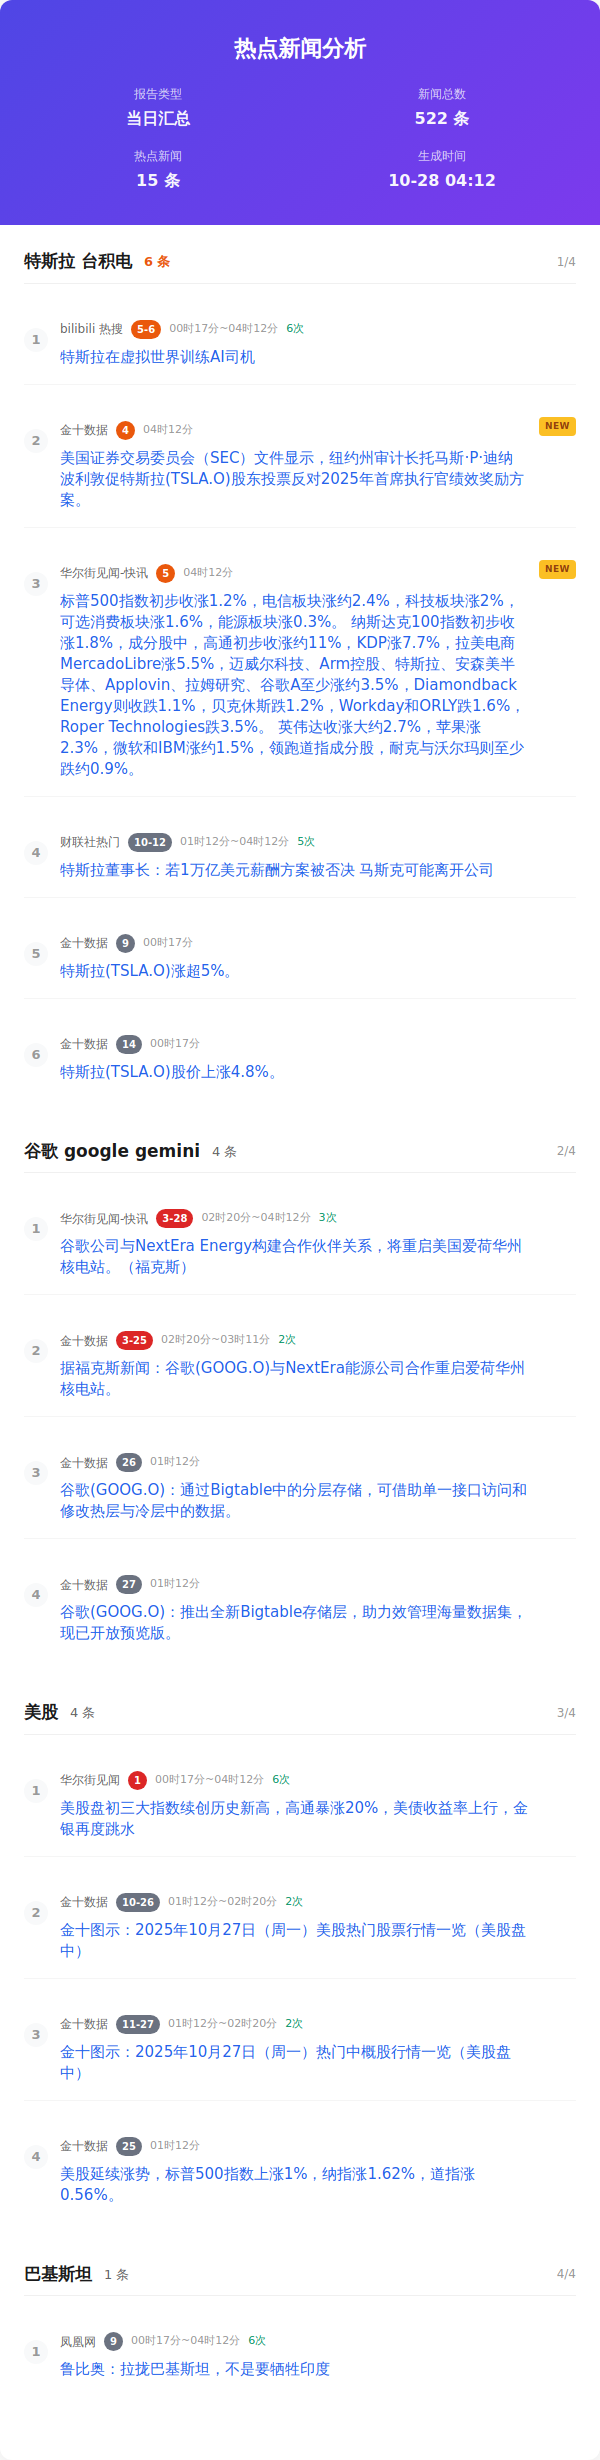 热点新闻分析
报告类型
当日汇总
新闻总数
522 条
热点新闻
15 条
生成时间
10-28 04:12
特斯拉 台积电 6 条 1/4
1 bilibili 热搜 5-6 00时17分~04时12分 6次
特斯拉在虚拟世界训练AI司机
2 金十数据 4 04时12分 NEW
美国证券交易委员会（SEC）文件显示，纽约州审计长托马斯·P·迪纳
波利敦促特斯拉(TSLA.O)股东投票反对2025年首席执行官绩效奖励方
案。
3 华尔街见闻-快讯 5 04时12分 NEW
标普500指数初步收涨1.2%，电信板块涨约2.4%，科技板块涨2%，
可选消费板块涨1.6%，能源板块涨0.3%。 纳斯达克100指数初步收
涨1.8%，成分股中，高通初步收涨约11%，KDP涨7.7%，拉美电商
MercadoLibre涨5.5%，迈威尔科技、Arm控股、特斯拉、安森美半
导体、Applovin、拉姆研究、谷歌A至少涨约3.5%，Diamondback
Energy则收跌1.1%，贝克休斯跌1.2%，Workday和ORLY跌1.6%，
Roper Technologies跌3.5%。 英伟达收涨大约2.7%，苹果涨
2.3%，微软和IBM涨约1.5%，领跑道指成分股，耐克与沃尔玛则至少
跌约0.9%。
4 财联社热门 10-12 01时12分~04时12分 5次
特斯拉董事长：若1万亿美元薪酬方案被否决 马斯克可能离开公司
5 金十数据 9 00时17分
特斯拉(TSLA.O)涨超5%。
6 金十数据 14 00时17分
特斯拉(TSLA.O)股价上涨4.8%。
谷歌 google gemini 4 条 2/4
1 华尔街见闻-快讯 3-28 02时20分~04时12分 3次
谷歌公司与NextEra Energy构建合作伙伴关系，将重启美国爱荷华州
核电站。（福克斯）
2 金十数据 3-25 02时20分~03时11分 2次
据福克斯新闻：谷歌(GOOG.O)与NextEra能源公司合作重启爱荷华州
核电站。
3 金十数据 26 01时12分
谷歌(GOOG.O)：通过Bigtable中的分层存储，可借助单一接口访问和
修改热层与冷层中的数据。
4 金十数据 27 01时12分
谷歌(GOOG.O)：推出全新Bigtable存储层，助力效管理海量数据集，
现已开放预览版。
美股 4 条 3/4
1 华尔街见闻 1 00时17分~04时12分 6次
美股盘初三大指数续创历史新高，高通暴涨20%，美债收益率上行，金
银再度跳水
2 金十数据 10-26 01时12分~02时20分 2次
金十图示：2025年10月27日（周一）美股热门股票行情一览（美股盘
中）
3 金十数据 11-27 01时12分~02时20分 2次
金十图示：2025年10月27日（周一）热门中概股行情一览（美股盘
中）
4 金十数据 25 01时12分
美股延续涨势，标普500指数上涨1%，纳指涨1.62%，道指涨
0.56%。
巴基斯坦 1 条 4/4
1 凤凰网 9 00时17分~04时12分 6次
鲁比奥：拉拢巴基斯坦，不是要牺牲印度